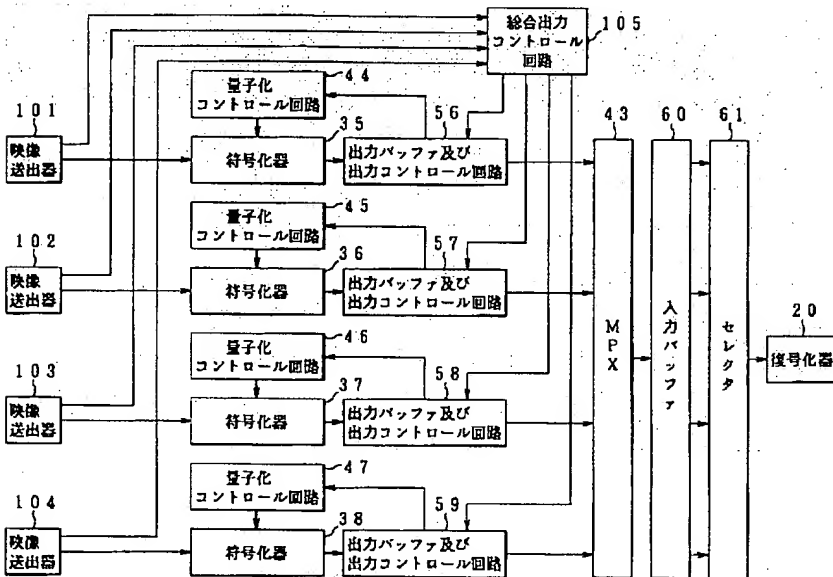 総合出力
コントロール
回路
105
量子化
コントロール回路
44
101
映像
送出器
符号化器
35
出力バッファ及び
出力コントロール回路
56
43
60
61
量子化
コントロール回路
45
102
映像
送出器
符号化器
36
出力バッファ及び
出力コントロール回路
57
MPX
入力バッファ
セレクタ
20
復号化器
量子化
コントロール回路
46
103
映像
送出器
符号化器
37
出力バッファ及び
出力コントロール回路
58
量子化
コントロール回路
47
104
映像
送出器
符号化器
38
出力バッファ及び
出力コントロール回路
59